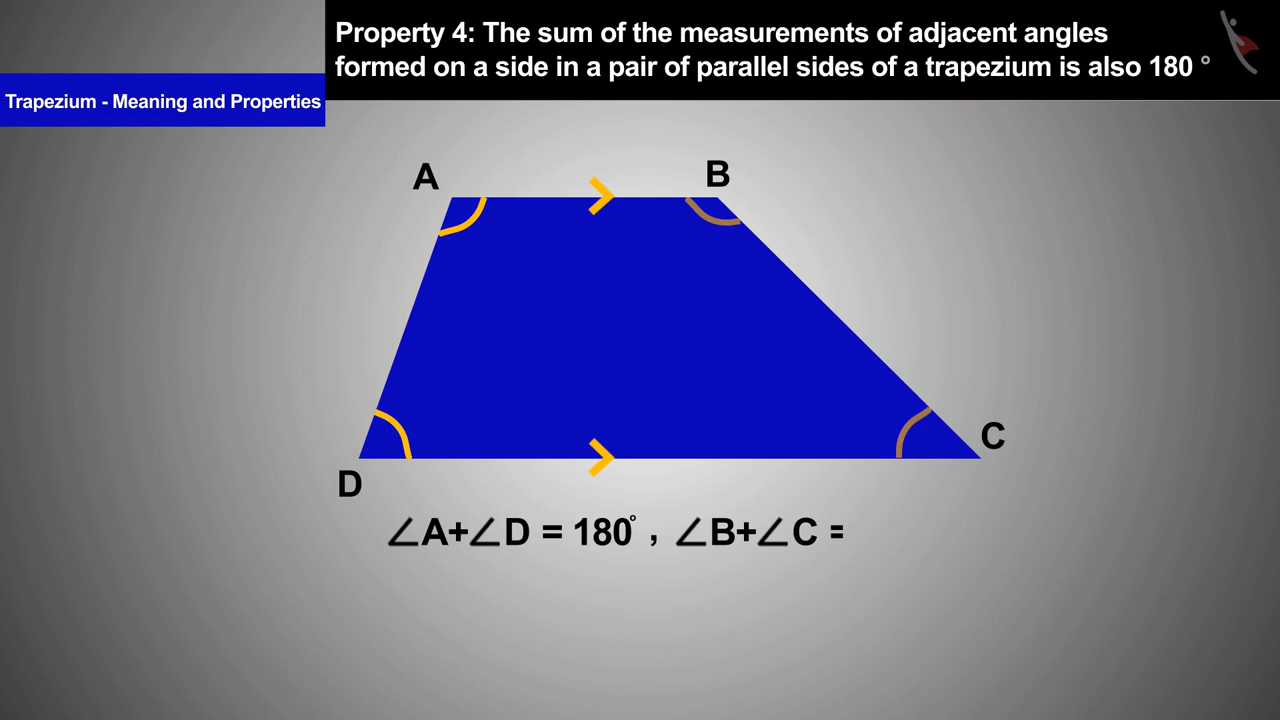 Property 4: The sum of the measurements of adjacent angles
formed on a side in a pair of parallel sides of a trapezium is also 180 °
Trapezium - Meaning and Properties
A
B
C
D
∠A+∠D = 180° , ∠B+∠C =